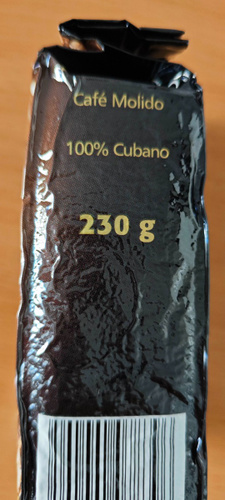 Café Molido
100% Cubano
230 g